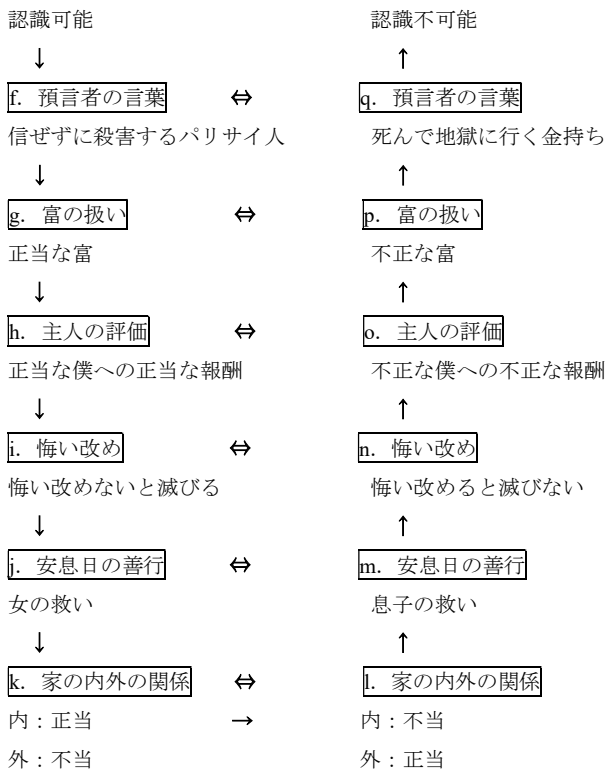 認識可能 認識不可能
↓ ↑
f. 預言者の言葉 ⇔ q. 預言者の言葉
信ぜずに殺害するパリサイ人 死んで地獄に行く金持ち
↓ ↑
g. 富の扱い ⇔ p. 富の扱い
正当な富 不正な富
↓ ↑
h. 主人の評価 ⇔ o. 主人の評価
正当な僕への正当な報酬 不正な僕への不正な報酬
↓ ↑
i. 悔い改め ⇔ n. 悔い改め
悔い改めないと滅びる 悔い改めると滅びない
↓ ↑
j. 安息日の善行 ⇔ m. 安息日の善行
女の救い 息子の救い
↓ ↑
k. 家の内外の関係 ⇔ l. 家の内外の関係
内：正当 → 内：不当
外：不当 外：正当